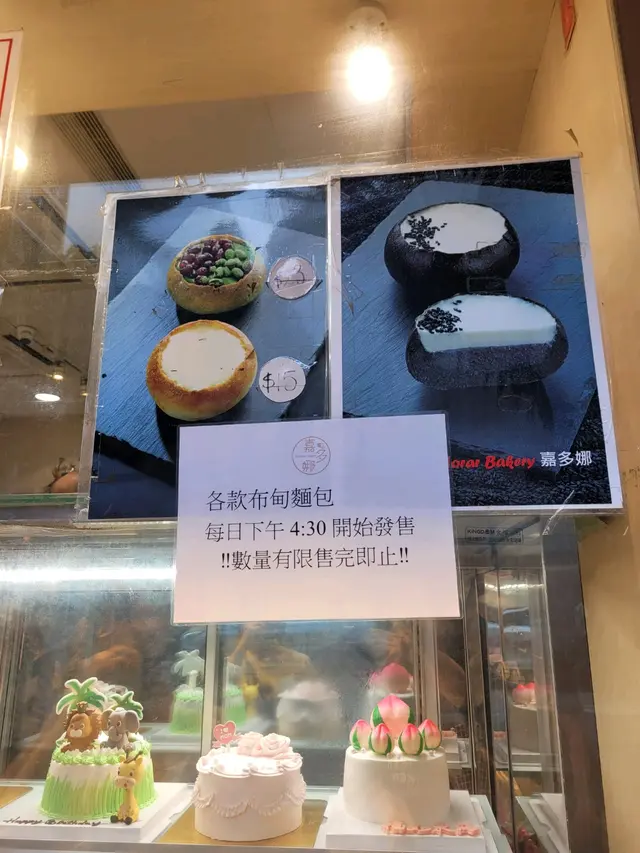 $15
Bakery 嘉多娜
嘉多娜
各款布甸麵包
每日下午 4:30 開始發售
!!數量有限售完即止!!